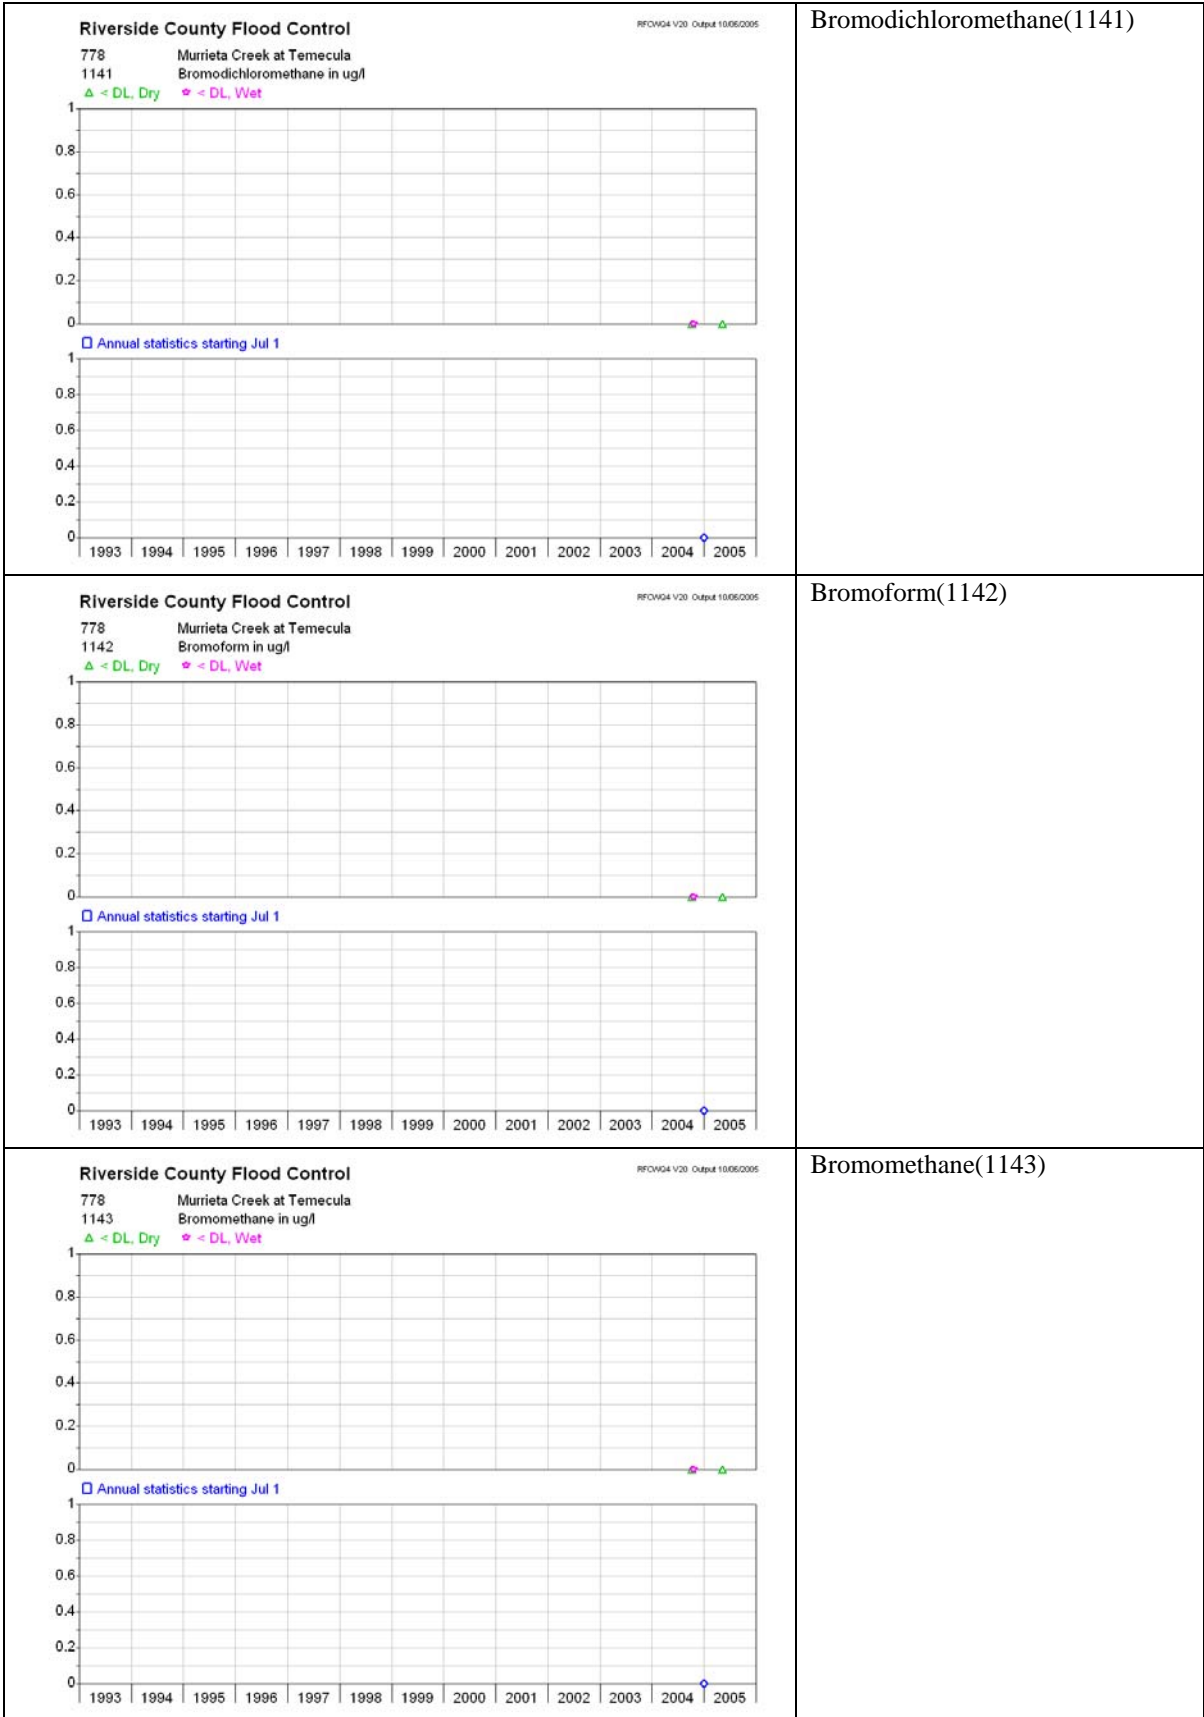 Riverside County Flood Control
RFCWQ4 V20 Output 10/06/2005
778 Murrieta Creek at Temecula
1141 Bromodichloromethane in ug/l
< DL, Dry < DL, Wet
1
0.8
0.6
0.4
0.2
0
Annual statistics starting Jul 1
1
0.8
0.6
0.4
0.2
0
1993 1994 1995 1996 1997 1998 1999 2000 2001 2002 2003 2004 2005
Bromodichloromethane(1141)
Riverside County Flood Control
RFCWQ4 V20 Output 10/06/2005
778 Murrieta Creek at Temecula
1142 Bromoform in ug/l
< DL, Dry < DL, Wet
1
0.8
0.6
0.4
0.2
0
Annual statistics starting Jul 1
1
0.8
0.6
0.4
0.2
0
1993 1994 1995 1996 1997 1998 1999 2000 2001 2002 2003 2004 2005
Bromoform(1142)
Riverside County Flood Control
RFCWQ4 V20 Output 10/06/2005
778 Murrieta Creek at Temecula
1143 Bromomethane in ug/l
< DL, Dry < DL, Wet
1
0.8
0.6
0.4
0.2
0
Annual statistics starting Jul 1
1
0.8
0.6
0.4
0.2
0
1993 1994 1995 1996 1997 1998 1999 2000 2001 2002 2003 2004 2005
Bromomethane(1143)